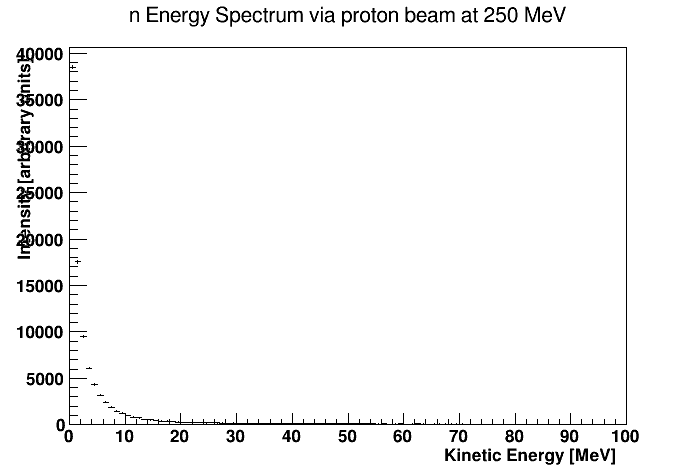 n Energy Spectrum via proton beam at 250 MeV
Intensity [arbitrary units]
40000
35000
30000
25000
20000
15000
10000
5000
0
0 10 20 30 40 50 60 70 80 90 100
Kinetic Energy [MeV]